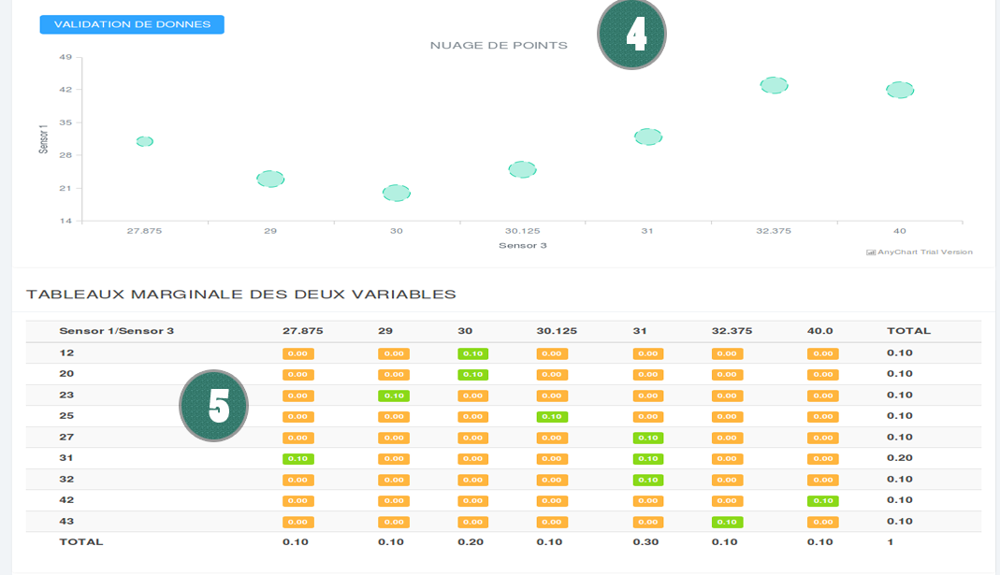 VALIDATION DE DONNES
4
NUAGE DE POINTS
49
42
35
28
21
14
Sensor 1
27.875 29 30 30.125 31 32.375 40
Sensor 3
AnyChart Trial Version
TABLEAUX MARGINALE DES DEUX VARIABLES
Sensor 1/Sensor 3 27.875 29 30 30.125 31 32.375 40.0 TOTAL
12 0.00 0.00 0.10 0.00 0.00 0.00 0.00 0.10
20 0.00 0.00 0.10 0.00 0.00 0.00 0.00 0.10
23 0.00 0.10 0.00 0.00 0.00 0.00 0.00 0.10
25 0.00 0.00 0.00 0.10 0.00 0.00 0.00 0.10
27 0.00 0.00 0.00 0.00 0.10 0.00 0.00 0.10
31 0.10 0.00 0.00 0.00 0.10 0.00 0.00 0.20
32 0.00 0.00 0.00 0.00 0.10 0.00 0.00 0.10
42 0.00 0.00 0.00 0.00 0.00 0.00 0.10 0.10
43 0.00 0.00 0.00 0.00 0.00 0.10 0.00 0.10
TOTAL 0.10 0.10 0.20 0.10 0.30 0.10 0.10 1
5